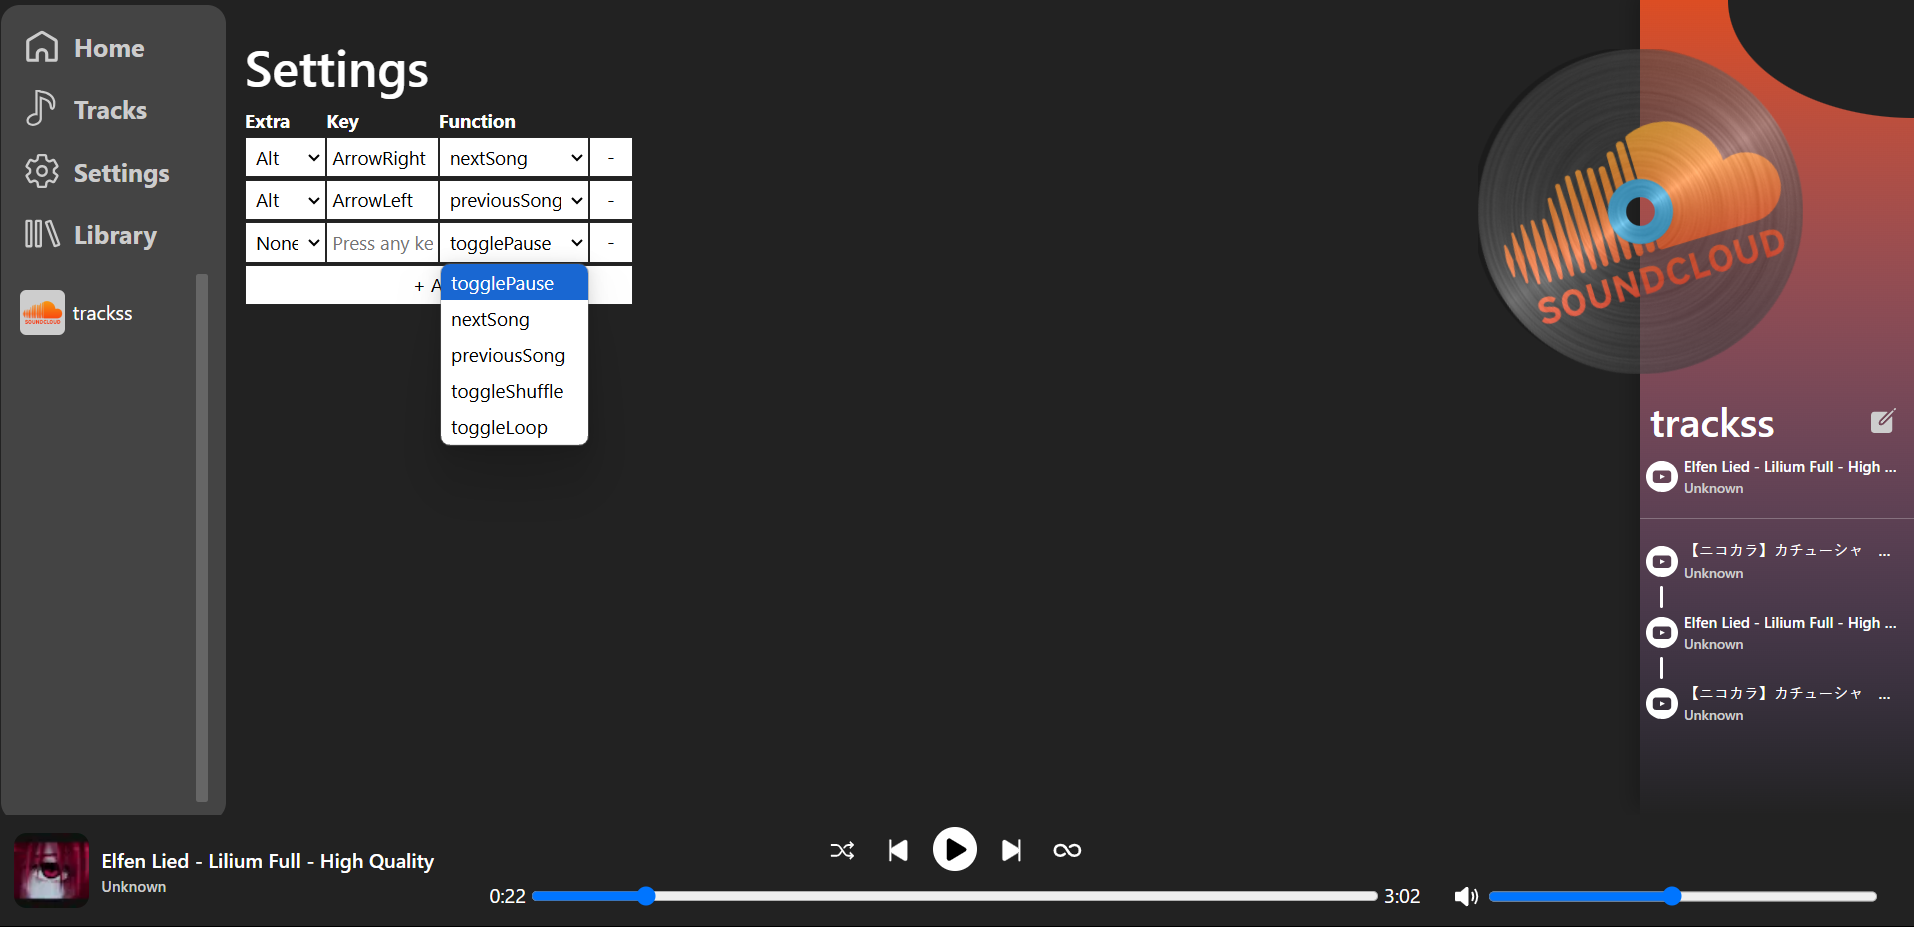 Home
Tracks
Settings
Library
trackss
Settings
Extra Key Function
Alt ArrowRight nextSong -
Alt ArrowLeft previousSong -
None Press any ke togglePause -
+ A
togglePause
nextSong
previousSong
toggleShuffle
toggleLoop
SOUNDCLOUD
trackss
Elfen Lied - Lilium Full - High ...
Unknown
【ニコカラ】カチューシャ ...
Unknown
Elfen Lied - Lilium Full - High ...
Unknown
【ニコカラ】カチューシャ ...
Unknown
Elfen Lied - Lilium Full - High Quality
Unknown
0:22 3:02